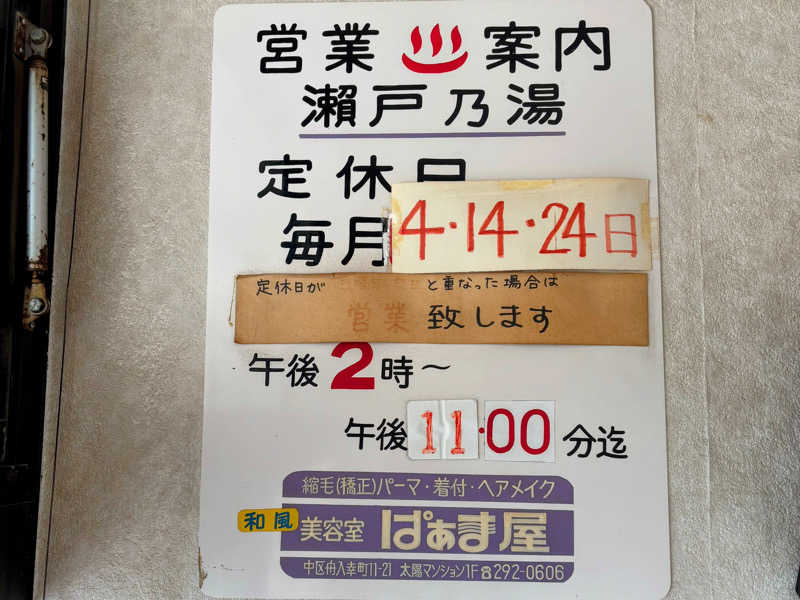 営業♨案内
瀬戸乃湯
定休日
毎月4・14・24日
定休日が と重なった場合は
営業 致します
午後2時～
午後11:00分迄
縮毛(矯正)パーマ・着付・ヘアメイク
和風 美容室 ぱぁま屋
中区舟入幸町11-21 太陽マンション1F☎292-0606